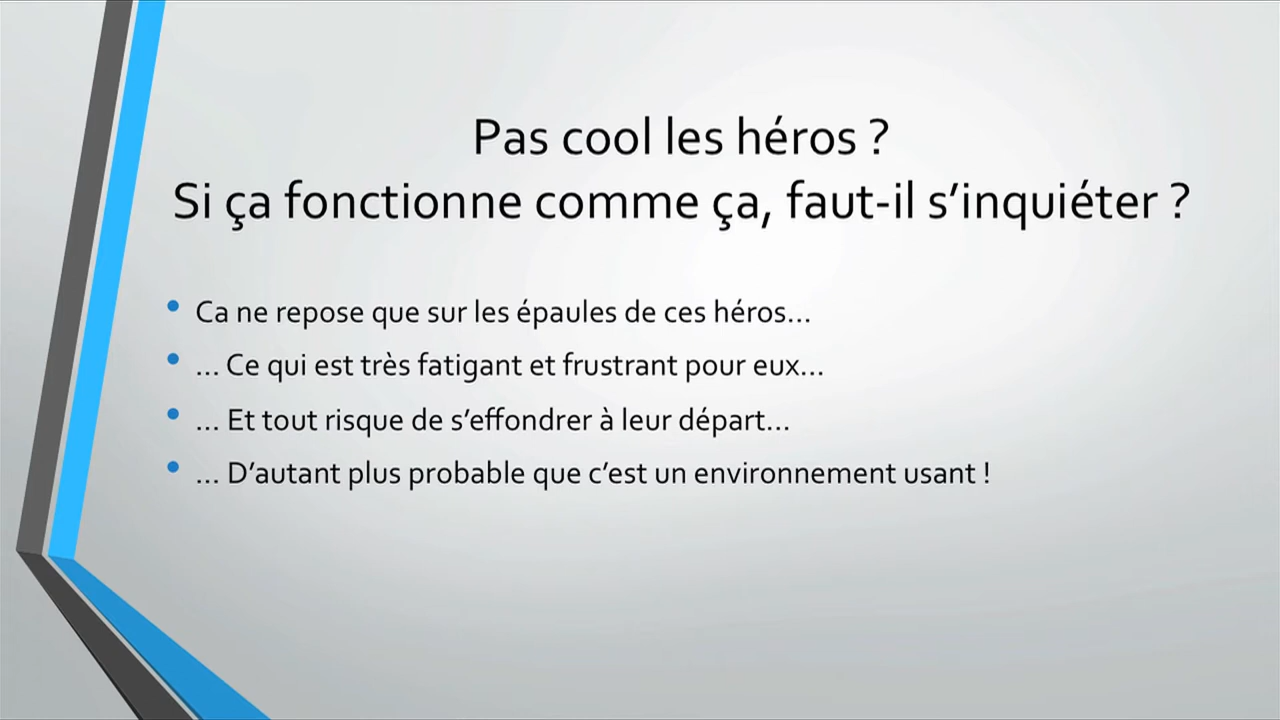 Pas cool les héros ?
Si ça fonctionne comme ça, faut-il s’inquiéter ?
• Ca ne repose que sur les épaules de ces héros…
• … Ce qui est très fatigant et frustrant pour eux…
• … Et tout risque de s’effondrer à leur départ…
• … D’autant plus probable que c’est un environnement usant !